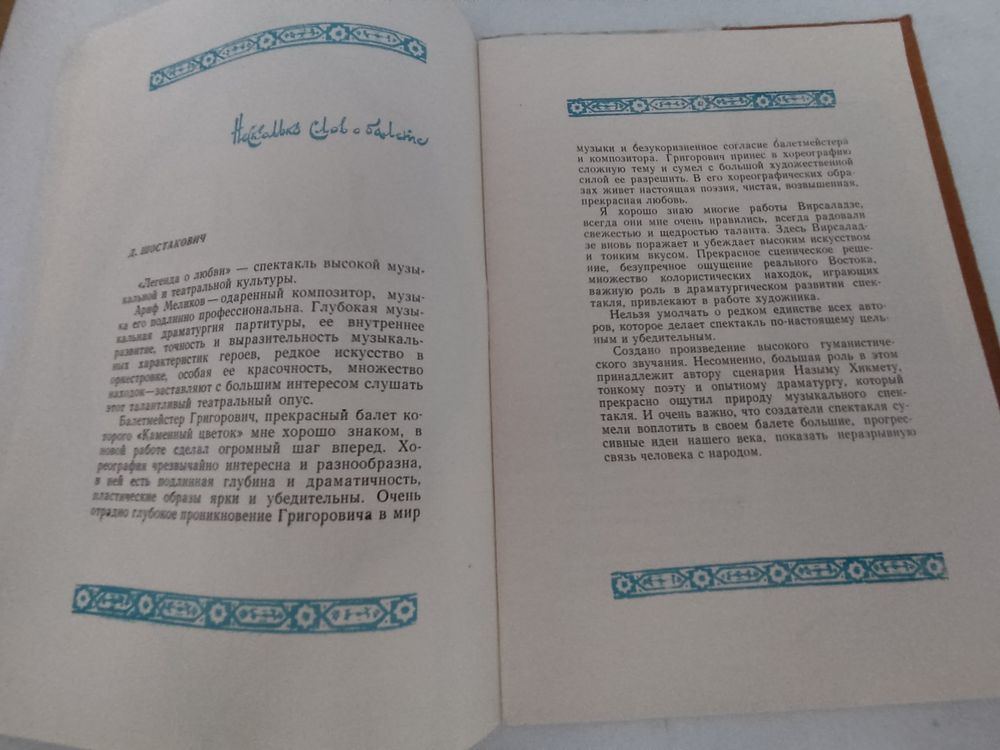 Несколько слов о балете
Д. ШОСТАКОВИЧ
«Легенда о любви» — спектакль высокой музы-
кальной и театральной культуры.
Ариф Меликов — одаренный композитор, музы-
ка его подлинно профессиональна. Глубокая музы-
кальная драматургия партитуры, ее внутреннее
развитие, точность и выразительность музыкаль-
ных характеристик героев, редкое искусство в
оркестровке, особая ее красочность, множество
находок — заставляют с большим интересом слушать
этот талантливый театральный опус.
Балетмейстер Григорович, прекрасный балет ко-
торого «Каменный цветок» мне хорошо знаком, в
новой работе сделал огромный шаг вперед. Хо-
реография чрезвычайно интересна и разнообразна,
в ней есть подлинная глубина и драматичность,
пластические образы ярки и убедительны. Очень
отрадно глубокое проникновение Григоровича в мир
музыки и безукоризненное согласие балетмейстера
и композитора. Григорович принес в хореографию
сложную тему и сумел с большой художественной
силой ее разрешить. В его хореографических обра-
зах живет настоящая поэзия, чистая, возвышенная,
прекрасная любовь.
Я хорошо знаю многие работы Вирсаладзе,
всегда они мне очень нравились, всегда радовали
свежестью и щедростью таланта. Здесь Вирсалад-
зе вновь поражает и убеждает высоким искусством
и тонким вкусом. Прекрасное сценическое реше-
ние, безупречное ощущение реального Востока,
множество колористических находок, играющих
важную роль в драматургическом развитии спек-
такля, привлекают в работе художника.
Нельзя умолчать о редком единстве всех авто-
ров, которое делает спектакль по-настоящему цель-
ным и убедительным.
Создано произведение высокого гуманистиче-
ского звучания. Несомненно, большая роль в этом
принадлежит автору сценария Назыму Хикмету,
тонкому поэту и опытному драматургу, который
прекрасно ощутил природу музыкального спек-
такля. И очень важно, что создатели спектакля су-
мели воплотить в своем балете большие, прогрес-
сивные идеи нашего века, показать неразрывную
связь человека с народом.